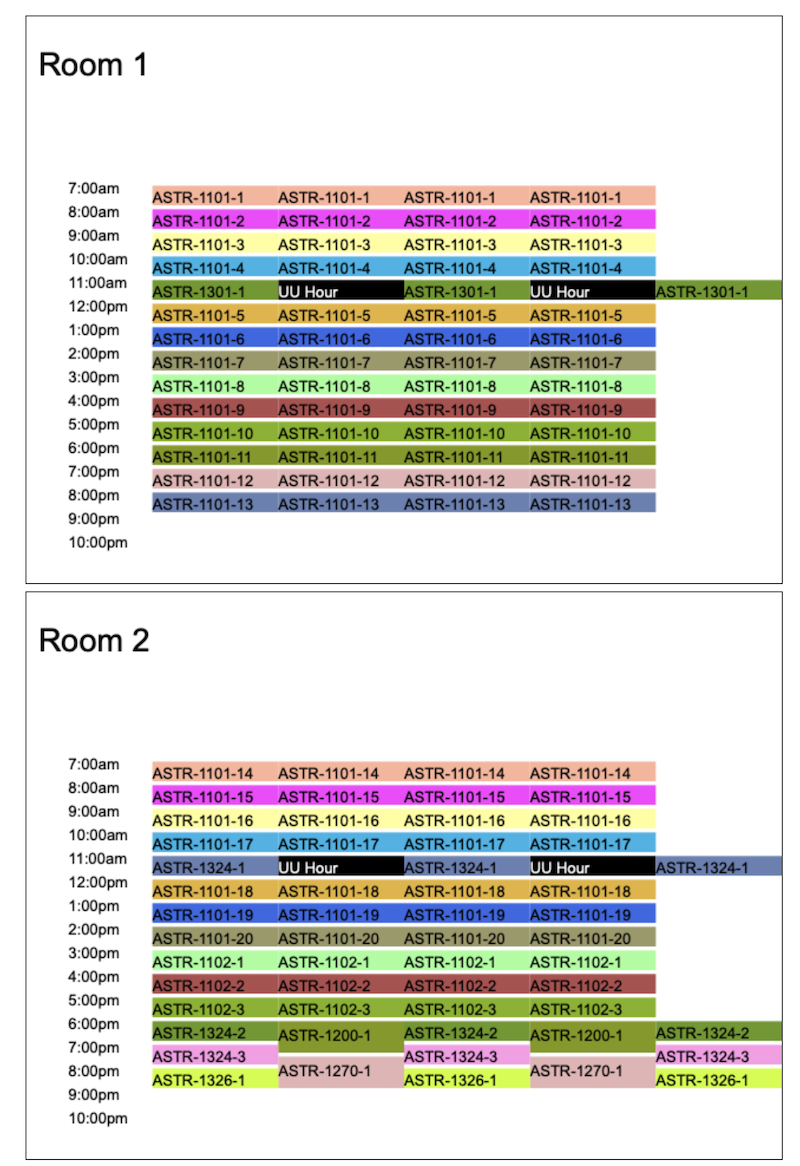 Room 1
7:00am
ASTR-1101-1 ASTR-1101-1 ASTR-1101-1 ASTR-1101-1
8:00am
ASTR-1101-2 ASTR-1101-2 ASTR-1101-2 ASTR-1101-2
9:00am
ASTR-1101-3 ASTR-1101-3 ASTR-1101-3 ASTR-1101-3
10:00am
ASTR-1101-4 ASTR-1101-4 ASTR-1101-4 ASTR-1101-4
11:00am
ASTR-1301-1 UU Hour ASTR-1301-1 UU Hour ASTR-1301-1
12:00pm
ASTR-1101-5 ASTR-1101-5 ASTR-1101-5 ASTR-1101-5
1:00pm
ASTR-1101-6 ASTR-1101-6 ASTR-1101-6 ASTR-1101-6
2:00pm
ASTR-1101-7 ASTR-1101-7 ASTR-1101-7 ASTR-1101-7
3:00pm
ASTR-1101-8 ASTR-1101-8 ASTR-1101-8 ASTR-1101-8
4:00pm
ASTR-1101-9 ASTR-1101-9 ASTR-1101-9 ASTR-1101-9
5:00pm
ASTR-1101-10 ASTR-1101-10 ASTR-1101-10 ASTR-1101-10
6:00pm
ASTR-1101-11 ASTR-1101-11 ASTR-1101-11 ASTR-1101-11
7:00pm
ASTR-1101-12 ASTR-1101-12 ASTR-1101-12 ASTR-1101-12
8:00pm
ASTR-1101-13 ASTR-1101-13 ASTR-1101-13 ASTR-1101-13
9:00pm
10:00pm
Room 2
7:00am
ASTR-1101-14 ASTR-1101-14 ASTR-1101-14 ASTR-1101-14
8:00am
ASTR-1101-15 ASTR-1101-15 ASTR-1101-15 ASTR-1101-15
9:00am
ASTR-1101-16 ASTR-1101-16 ASTR-1101-16 ASTR-1101-16
10:00am
ASTR-1101-17 ASTR-1101-17 ASTR-1101-17 ASTR-1101-17
11:00am
ASTR-1324-1 UU Hour ASTR-1324-1 UU Hour ASTR-1324-1
12:00pm
ASTR-1101-18 ASTR-1101-18 ASTR-1101-18 ASTR-1101-18
1:00pm
ASTR-1101-19 ASTR-1101-19 ASTR-1101-19 ASTR-1101-19
2:00pm
ASTR-1101-20 ASTR-1101-20 ASTR-1101-20 ASTR-1101-20
3:00pm
ASTR-1102-1 ASTR-1102-1 ASTR-1102-1 ASTR-1102-1
4:00pm
ASTR-1102-2 ASTR-1102-2 ASTR-1102-2 ASTR-1102-2
5:00pm
ASTR-1102-3 ASTR-1102-3 ASTR-1102-3 ASTR-1102-3
6:00pm
ASTR-1324-2 ASTR-1200-1 ASTR-1324-2 ASTR-1200-1 ASTR-1324-2
7:00pm
ASTR-1324-3 ASTR-1324-3 ASTR-1324-3
8:00pm
ASTR-1270-1 ASTR-1270-1
ASTR-1326-1 ASTR-1326-1 ASTR-1326-1
9:00pm
10:00pm